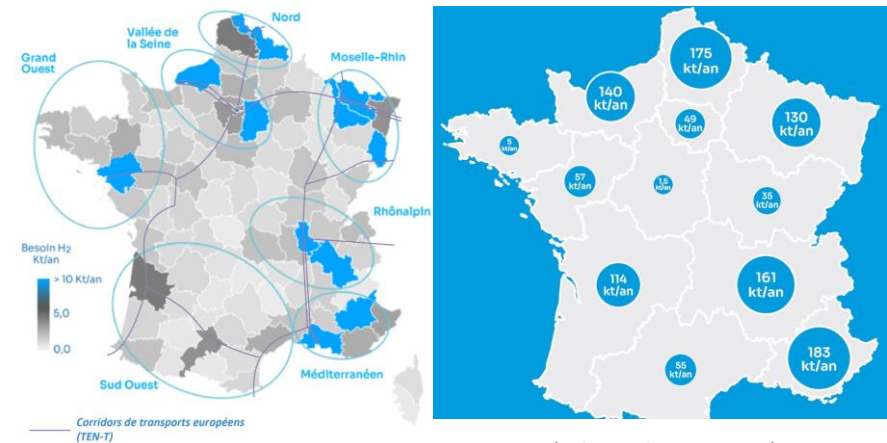 Nord
Vallée de
la Seine
Grand
Ouest
Moselle-Rhin
Rhônalpin
Besoin H2
Kt/an
> 10 Kt/an
5,0
0,0
Sud Ouest
Méditerranéen
Corridors de transports européens
(TEN-T)
175
kt/an
140
kt/an
49
kt/an
130
kt/an
5
kt/an
57
kt/an
1,5
kt/an
35
kt/an
114
kt/an
161
kt/an
55
kt/an
183
kt/an